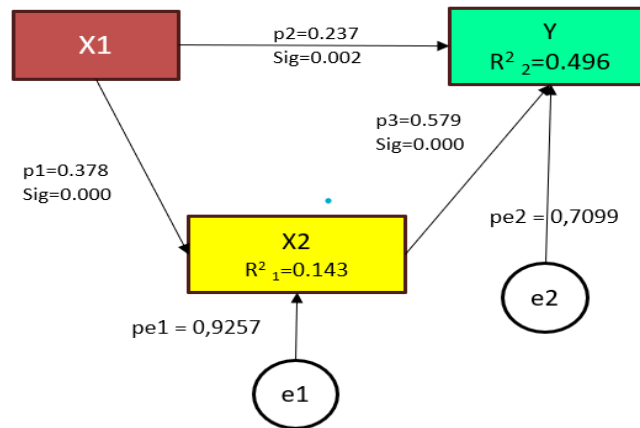 X1
p2=0.237
Sig=0.002
Y
R² ₂=0.496
p1=0.378
Sig=0.000
p3=0.579
Sig=0.000
X2
R² ₁=0.143
pe2 = 0,7099
pe1 = 0,9257
e2
e1